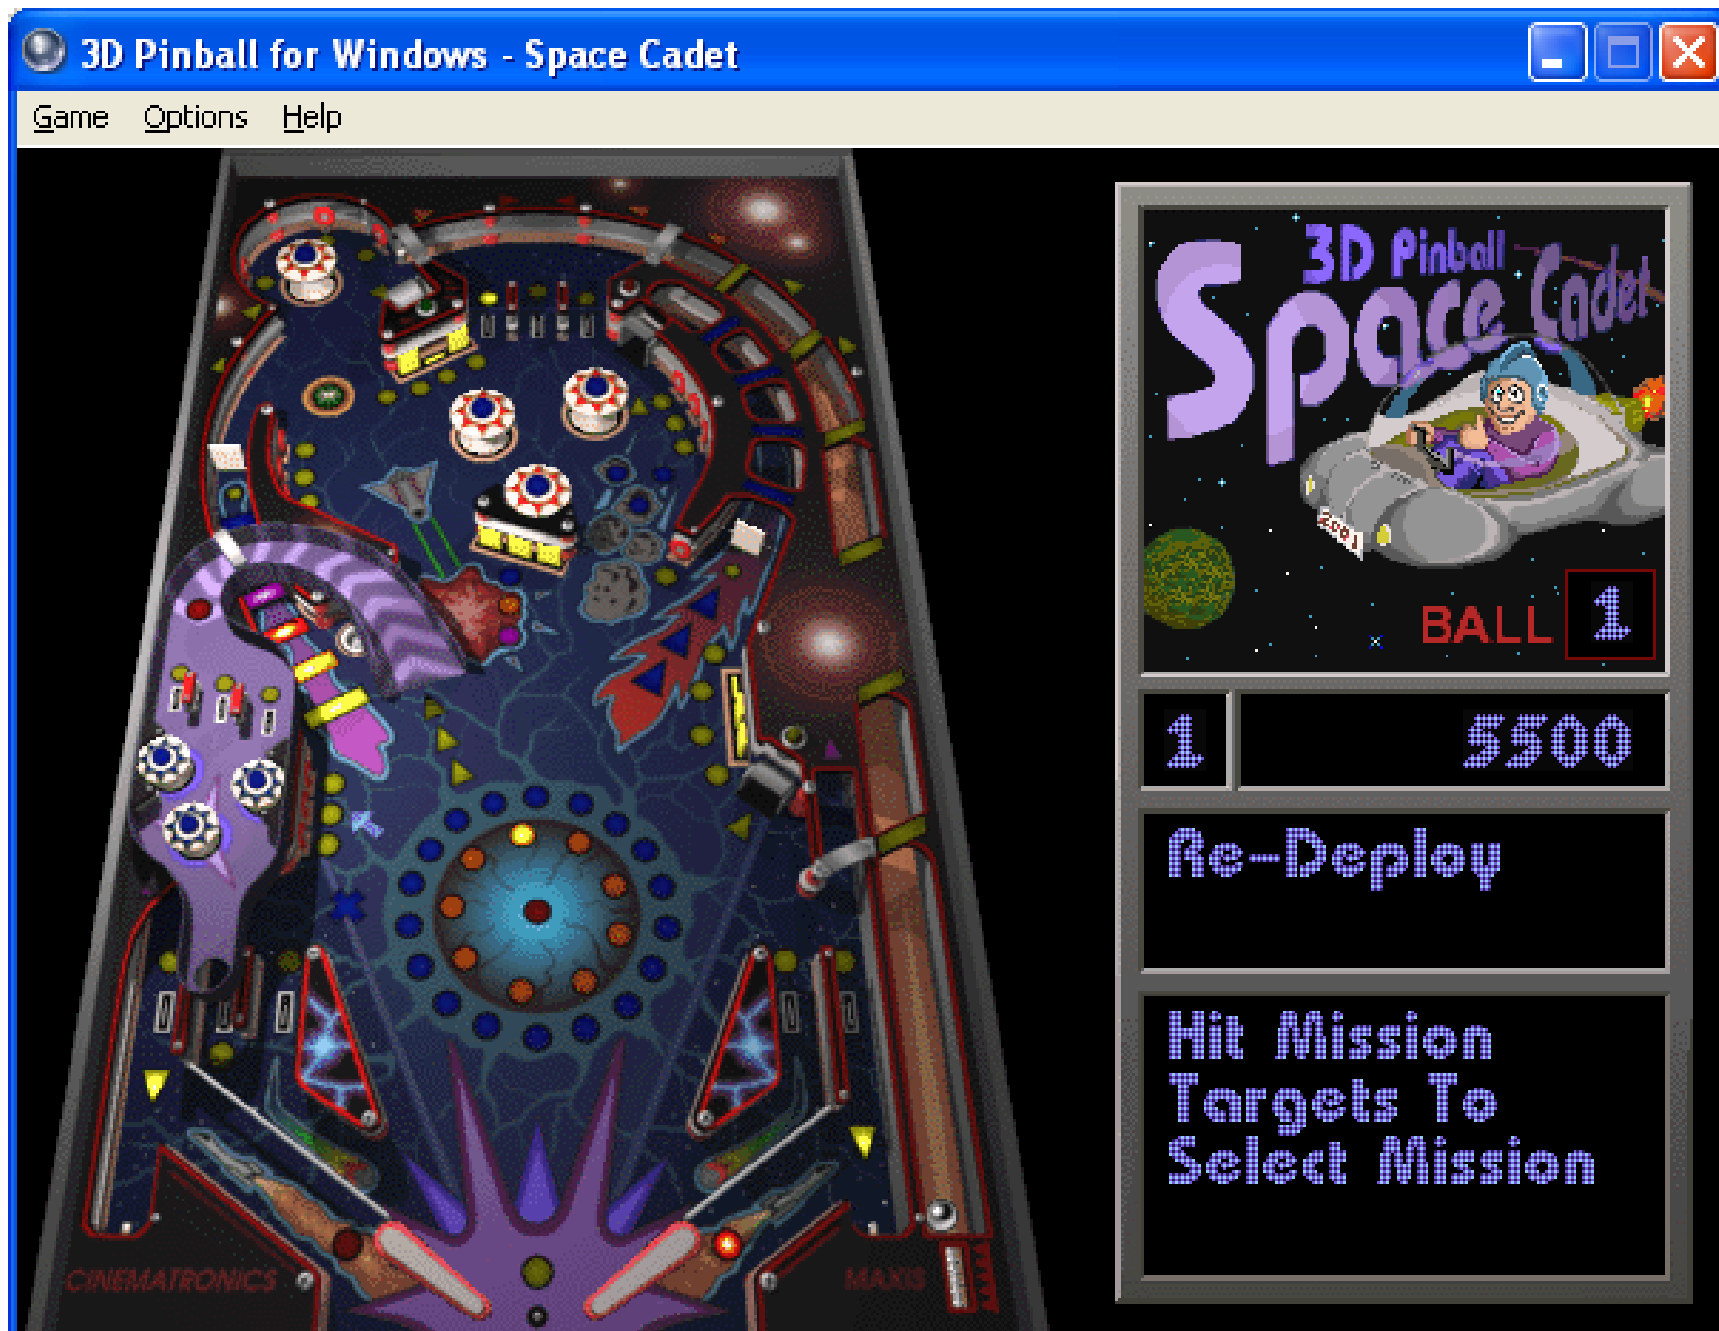 3D Pinball for Windows - Space Cadet
Game Options Help
3D Pinball
Space Cadet
2001
BALL 1
1 5500
Re-Deploy
Hit Mission
Targets To
Select Mission
CINEMATRONICS
MAXIS